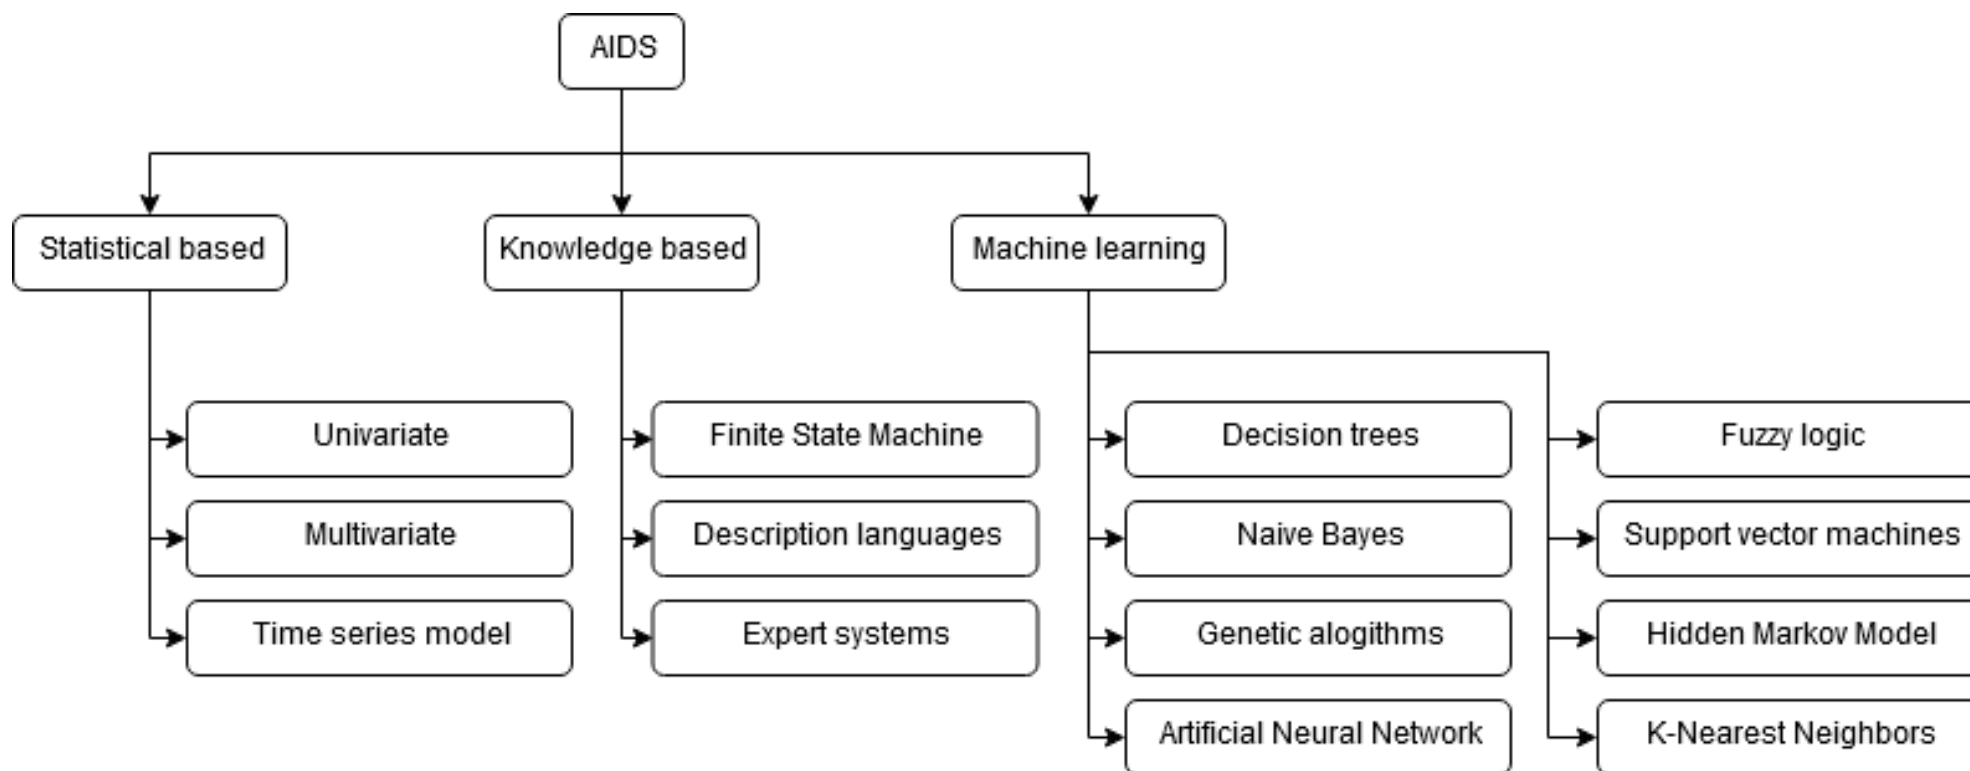 AIDS
Statistical based
Knowledge based
Machine learning
Univariate
Finite State Machine
Decision trees
Fuzzy logic
Multivariate
Description languages
Naive Bayes
Support vector machines
Time series model
Expert systems
Genetic alogithms
Hidden Markov Model
Artificial Neural Network
K-Nearest Neighbors